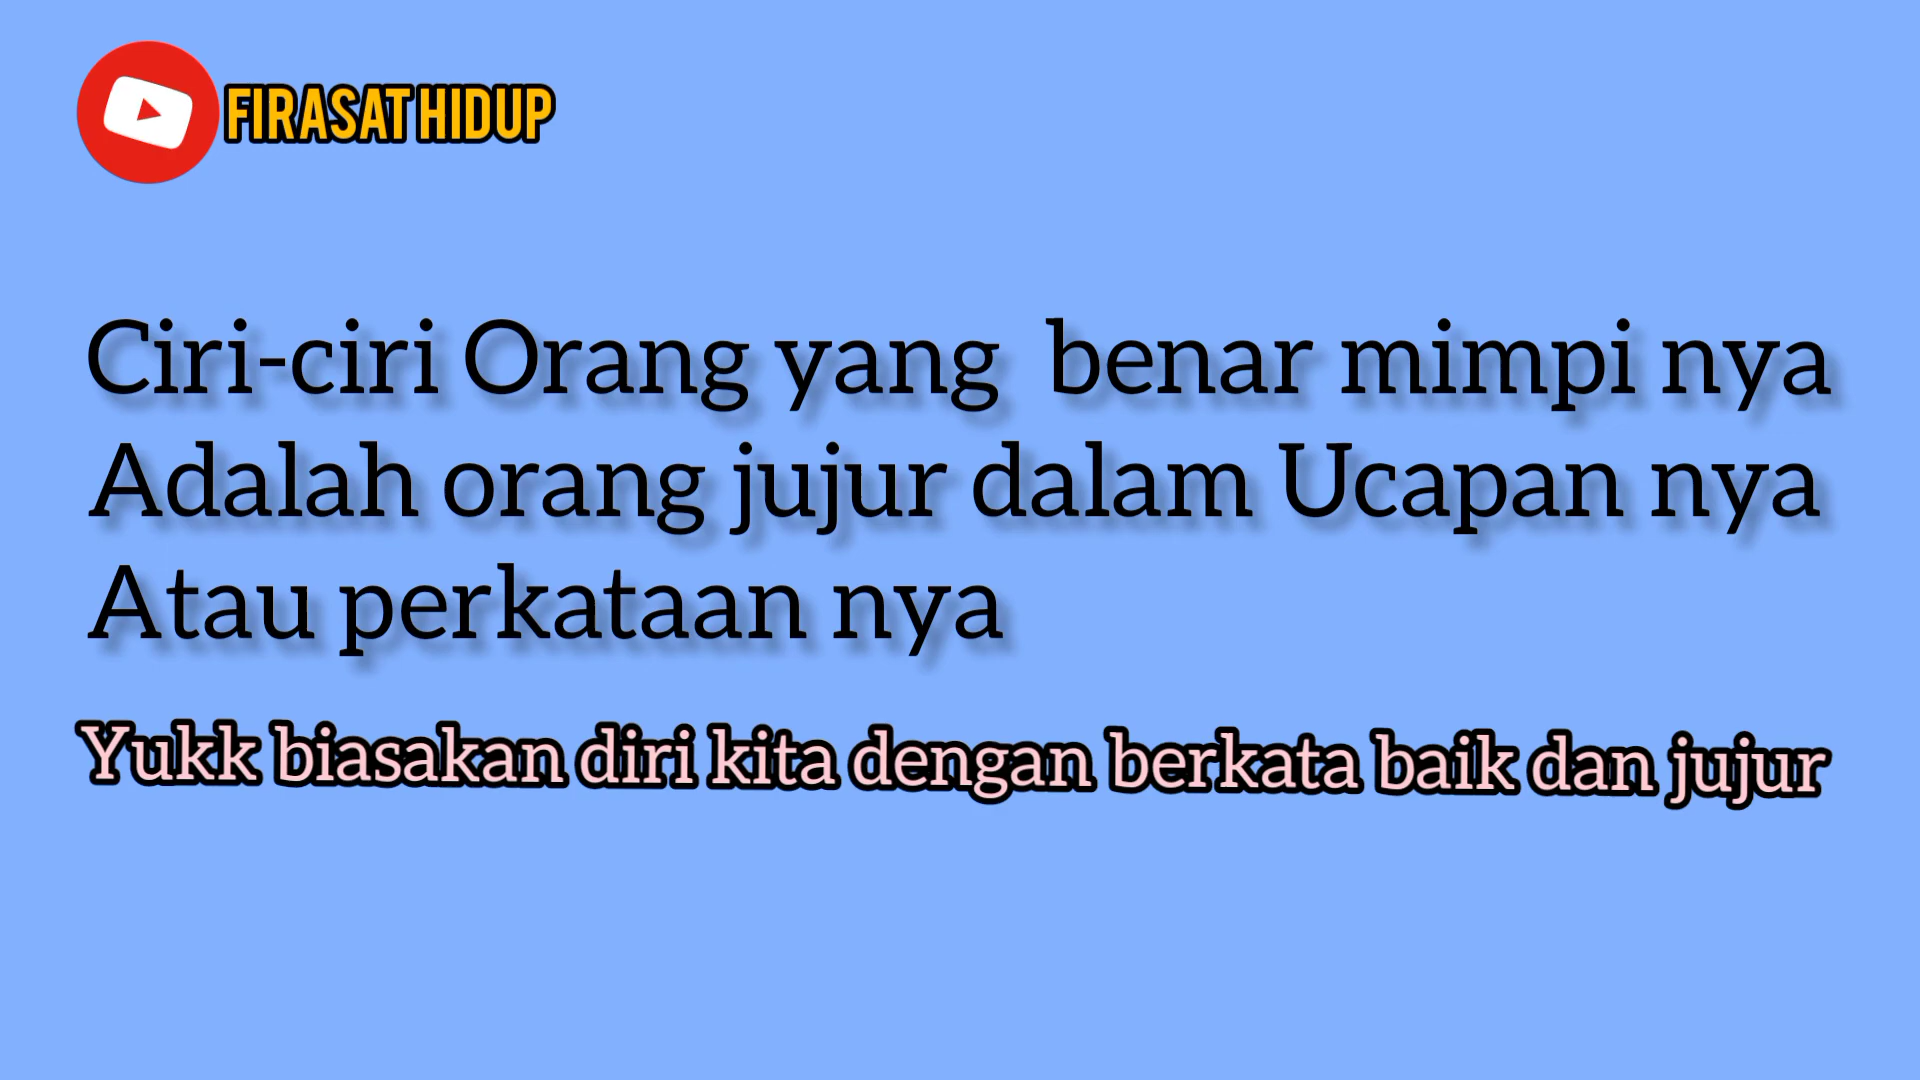 FIRASAT HIDUP
Ciri-ciri Orang yang benar mimpi nya
Adalah orang jujur dalam Ucapan nya
Atau perkataan nya
Yukk biasakan diri kita dengan berkata baik dan jujur